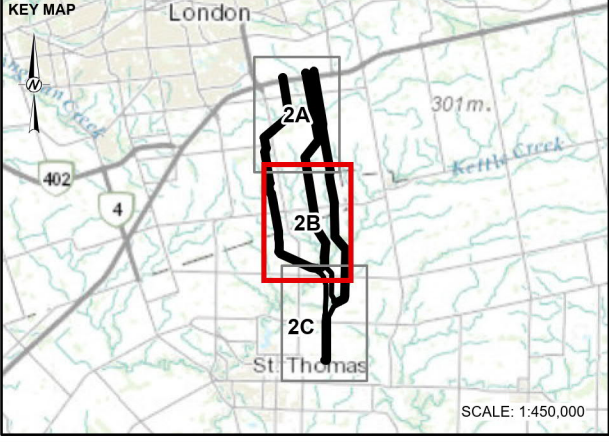 KEY MAP
London
N
2A
301m.
Creek
Kettle Creek
402
4
2B
2C
St. Thomas
SCALE: 1:450,000